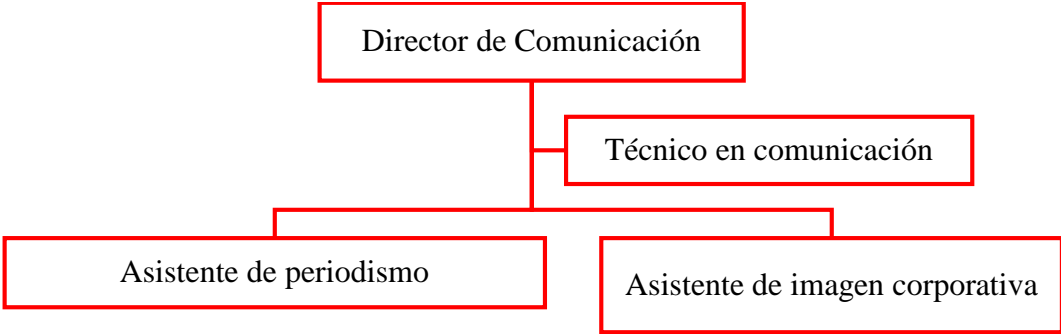 Director de Comunicación
Técnico en comunicación
Asistente de periodismo
Asistente de imagen corporativa